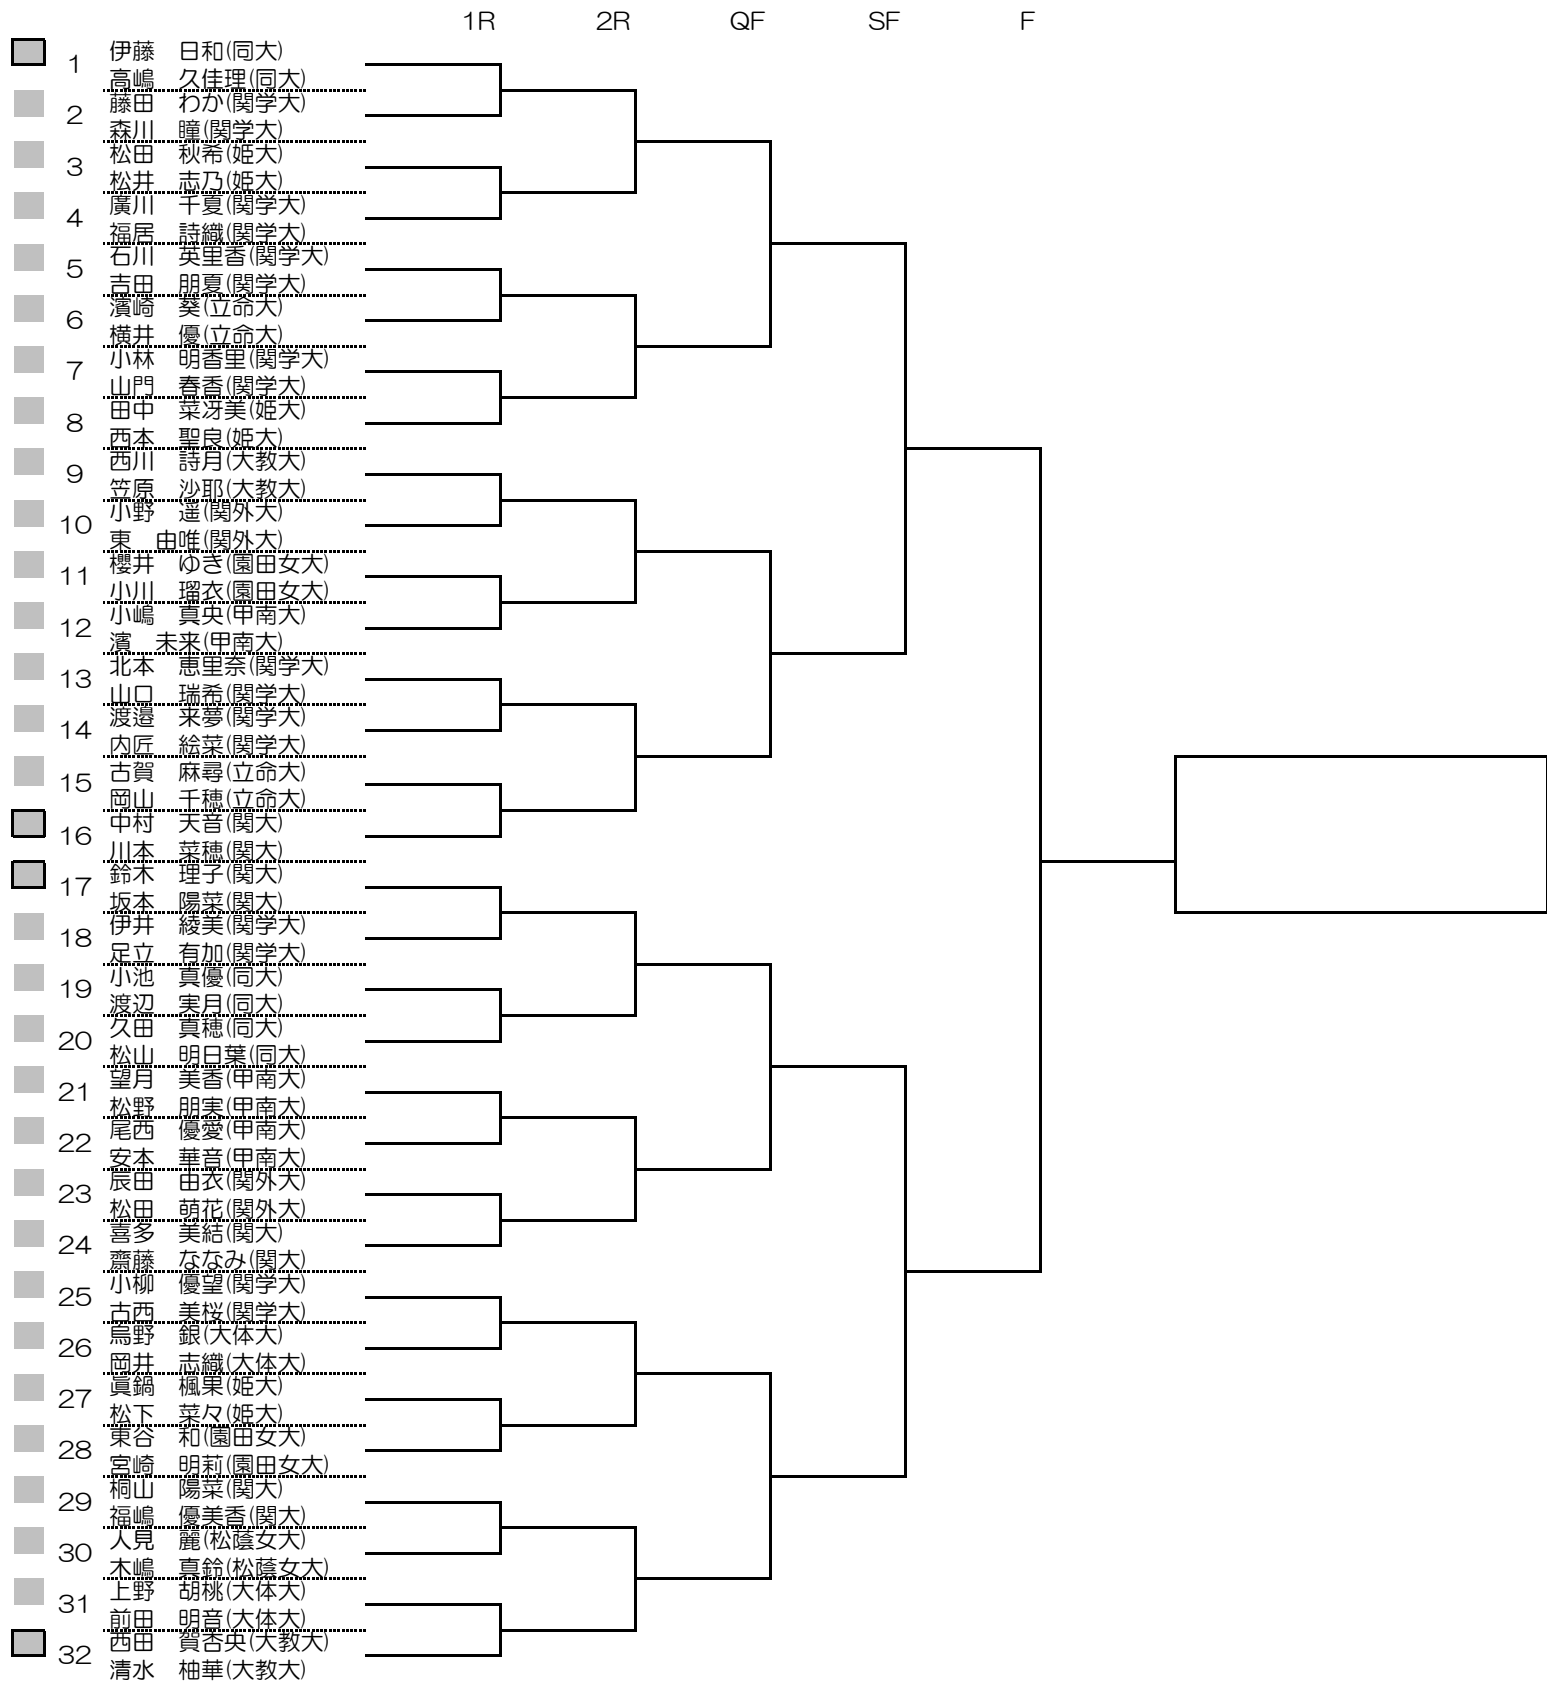 1R 2R QF SF F
伊藤　日和(同大)
1
高嶋　久佳理(同大)
藤田　わか(関学大)
2
森川　瞳(関学大)
松田　秋希(姫大)
3
松井　志乃(姫大)
廣川　千夏(関学大)
4
福居　詩織(関学大)
石川　英里香(関学大)
5
吉田　朋夏(関学大)
濱崎　葵(立命大)
6
横井　優(立命大)
小林　明香里(関学大)
7
山門　春香(関学大)
田中　菜冴美(姫大)
8
西本　聖良(姫大)
西川　詩月(大教大)
9
笠原　沙耶(大教大)
小野　遥(関外大)
10
東　由唯(関外大)
櫻井　ゆき(園田女大)
11
小川　瑠衣(園田女大)
小嶋　真央(甲南大)
12
濱　未来(甲南大)
北本　恵里奈(関学大)
13
山口　瑞希(関学大)
渡邉　来夢(関学大)
14
内匠　絵菜(関学大)
古賀　麻尋(立命大)
15
岡山　千穂(立命大)
中村　天音(関大)
16
川本　菜穂(関大)
鈴木　理子(関大)
17
坂本　陽菜(関大)
伊井　綾美(関学大)
18
足立　有加(関学大)
小池　真優(同大)
19
渡辺　実月(同大)
久田　真穂(同大)
20
松山　明日葉(同大)
望月　美香(甲南大)
21
松野　朋実(甲南大)
尾西　優愛(甲南大)
22
安本　華音(甲南大)
辰田　由衣(関外大)
23
松田　萌花(関外大)
喜多　美結(関大)
24
齋藤　ななみ(関大)
小柳　優望(関学大)
25
古西　美桜(関学大)
烏野　銀(大体大)
26
岡井　志織(大体大)
眞鍋　楓果(姫大)
27
松下　菜々(姫大)
東谷　和(園田女大)
28
宮崎　明莉(園田女大)
桐山　陽菜(関大)
29
福嶋　優美香(関大)
人見　麗(松蔭女大)
30
木嶋　真鈴(松蔭女大)
上野　胡桃(大体大)
31
前田　明音(大体大)
西田　賀杏央(大教大)
32
清水　柚華(大教大)